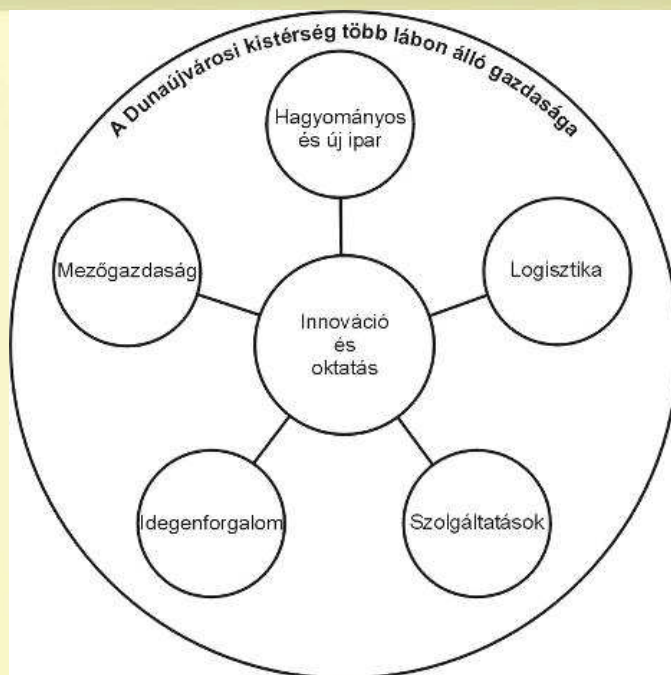 A Dunaújvárosi kistérség több lábon álló gazdasága
Hagyományos
és új ipar
Mezőgazdaság
Logisztika
Innováció
és
oktatás
Idegenforgalom
Szolgáltatások